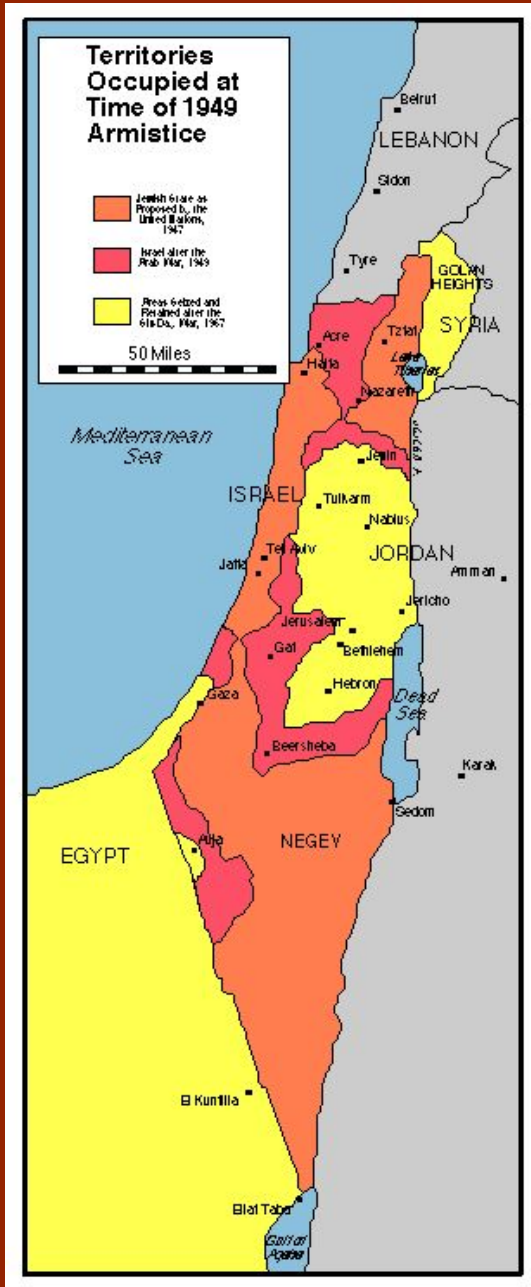 Territories
Occupied at
Time of 1949
Armistice
Jewish State as
Proposed by the
United Nations,
1947
Israel after the
Arab War, 1949
Areas Seized and
Retained after the
Six-Day War, 1967
50 Miles
Beirut
LEBANON
Sidon
Tyre
GOLAN
HEIGHTS
SYRIA
Acre
Tzfat
Lake
Tiberias
Haifa
Nazareth
Mediterranean
Sea
Jenin
ISRAEL
Tulkarm
Nablus
Tell Aviv
JORDAN
Jaffa
Amman
Jericho
Jerusalem
Gat
Bethlehem
Hebron
Dead
Sea
Gaza
Beersheba
Karak
Sedom
EGYPT
Auja
NEGEV
El Kuntilla
Elat Taba
Gulf of
Aqaba